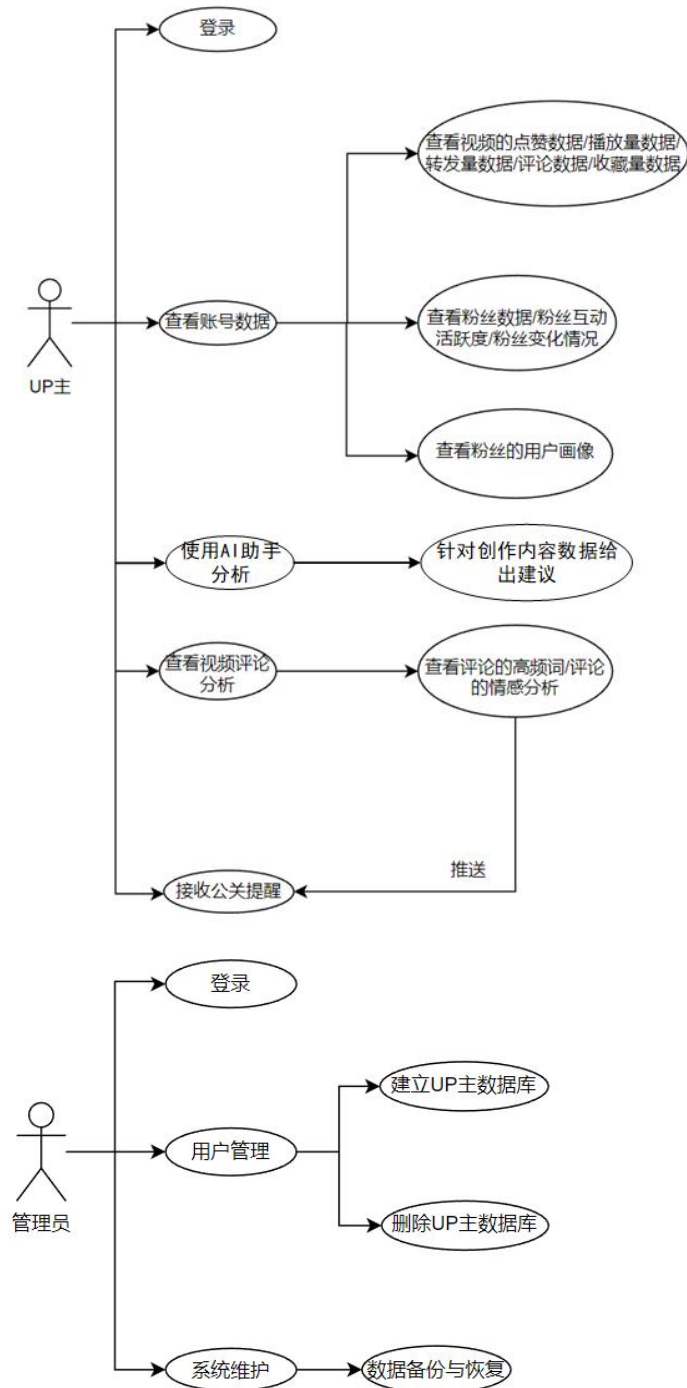 登录
查看视频的点赞数据/播放量数据/
转发量数据/评论数据/收藏量数据
查看账号数据
查看粉丝数据/粉丝互动
活跃度/粉丝变化情况
UP主
查看粉丝的用户画像
使用AI助手
分析
针对创作内容数据给
出建议
查看视频评论
分析
查看评论的高频词/评论
的情感分析
推送
接收公关提醒
登录
建立UP主数据库
用户管理
管理员
删除UP主数据库
系统维护
数据备份与恢复